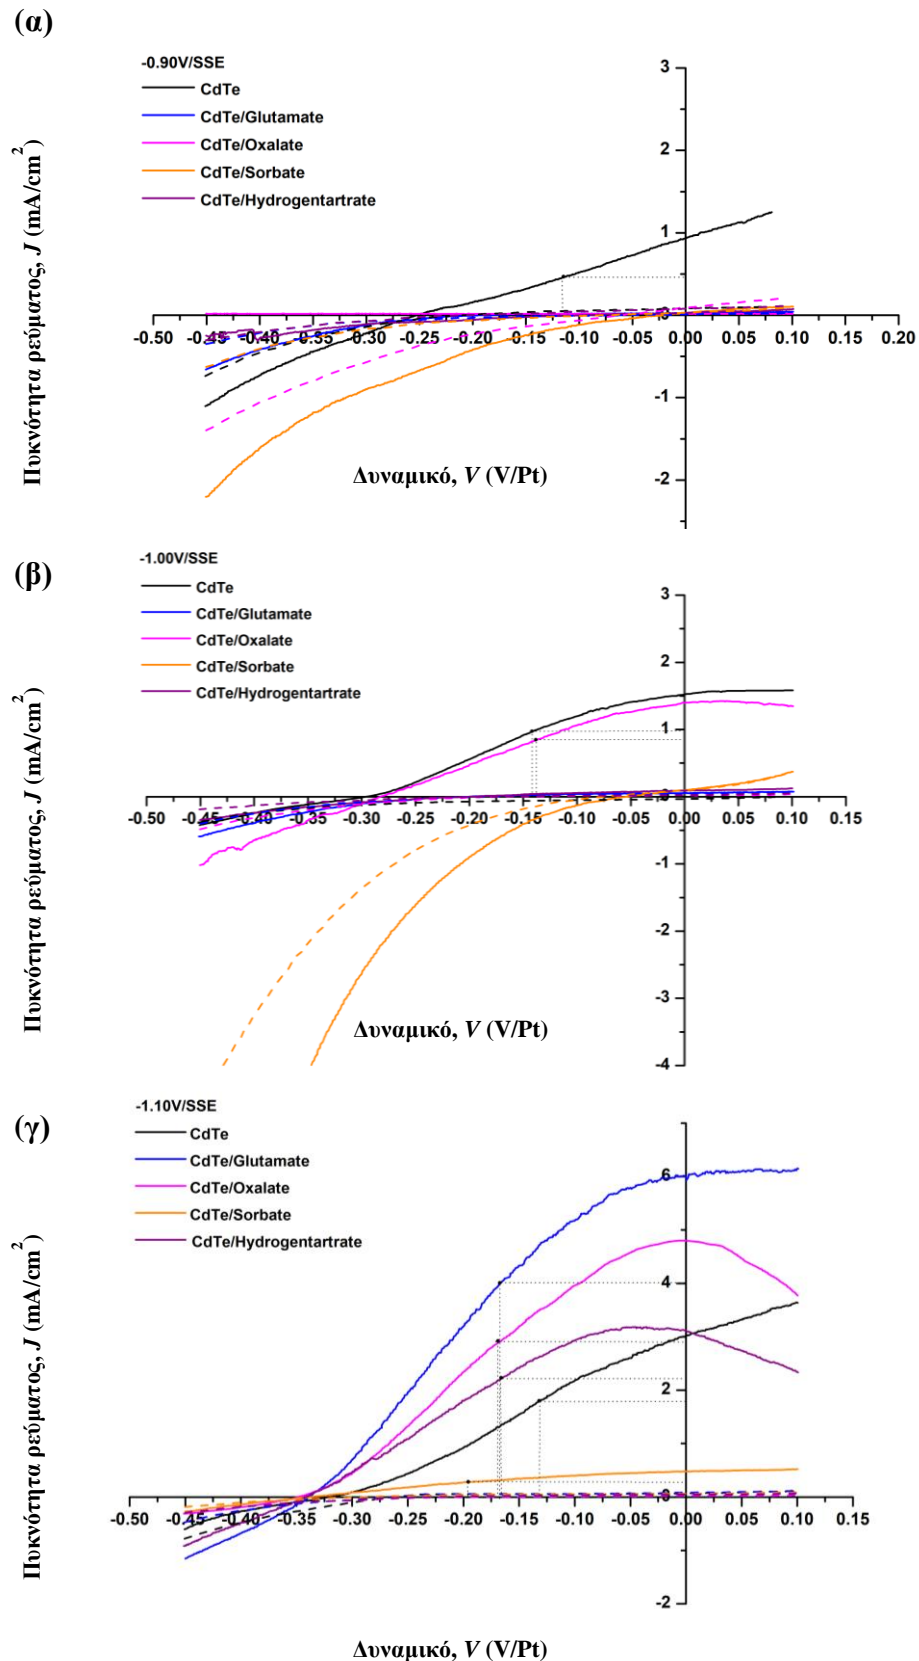 (α)
-0.90V/SSE
CdTe
CdTe/Glutamate
CdTe/Oxalate
CdTe/Sorbate
CdTe/Hydrogentartrate
Πυκνότητα ρεύματος, J (mA/cm²)
3
2
1
0
-1
-2
-0.50 -0.45 -0.40 -0.35 -0.30 -0.25 -0.20 -0.15 -0.10 -0.05 0.00 0.05 0.10 0.15 0.20
Δυναμικό, V (V/Pt)
(β)
-1.00V/SSE
CdTe
CdTe/Glutamate
CdTe/Oxalate
CdTe/Sorbate
CdTe/Hydrogentartrate
Πυκνότητα ρεύματος, J (mA/cm²)
3
2
1
0
-1
-2
-3
-4
-0.50 -0.45 -0.40 -0.35 -0.30 -0.25 -0.20 -0.15 -0.10 -0.05 0.00 0.05 0.10 0.15
Δυναμικό, V (V/Pt)
(γ)
-1.10V/SSE
CdTe
CdTe/Glutamate
CdTe/Oxalate
CdTe/Sorbate
CdTe/Hydrogentartrate
Πυκνότητα ρεύματος, J (mA/cm²)
6
4
2
0
-2
-0.50 -0.45 -0.40 -0.35 -0.30 -0.25 -0.20 -0.15 -0.10 -0.05 0.00 0.05 0.10 0.15
Δυναμικό, V (V/Pt)